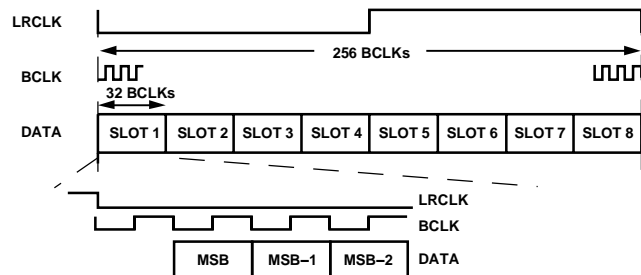 LRCLK
256 BCLKs
BCLK
32 BCLKs
DATA SLOT 1 SLOT 2 SLOT 3 SLOT 4 SLOT 5 SLOT 6 SLOT 7 SLOT 8
LRCLK
BCLK
MSB MSB–1 MSB–2 DATA